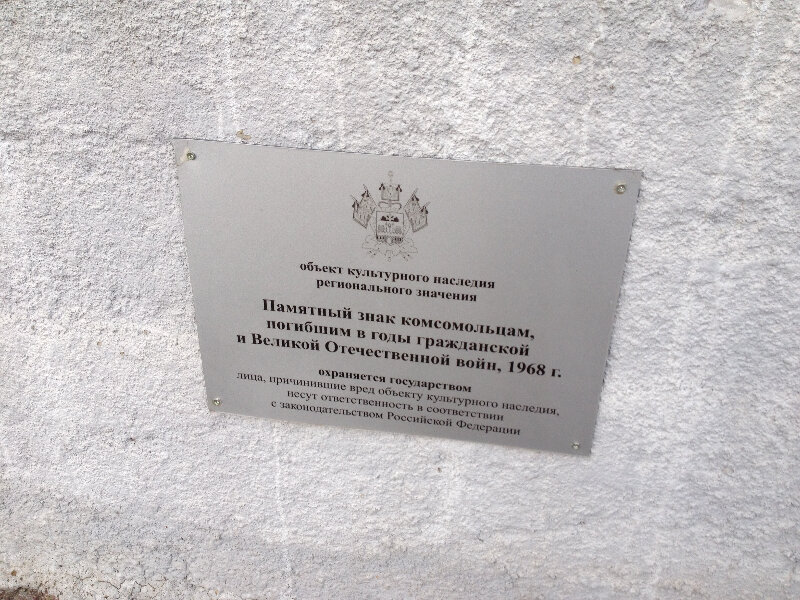 объект культурного наследия
регионального значения
Памятный знак комсомольцам,
погибшим в годы гражданской
и Великой Отечественной войн, 1968 г.
охраняется государством
лица, причинившие вред объекту культурного наследия,
несут ответственность в соответствии
с законодательством Российской Федерации